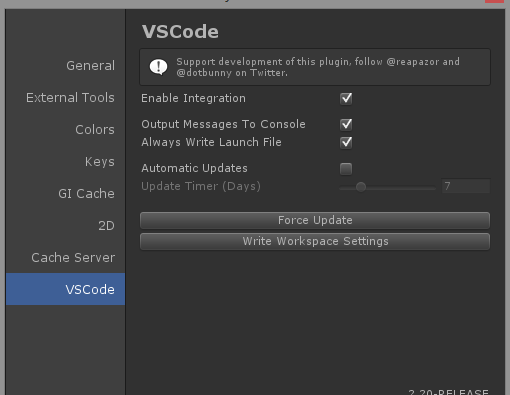 VSCode
Support development of this plugin, follow @reapazor and
@dotbunny on Twitter.
General
External Tools
Colors
Keys
GI Cache
2D
Cache Server
VSCode
Enable Integration
Output Messages To Console
Always Write Launch File
Automatic Updates
Update Timer (Days)
7
Force Update
Write Workspace Settings
2.20-RELEASE